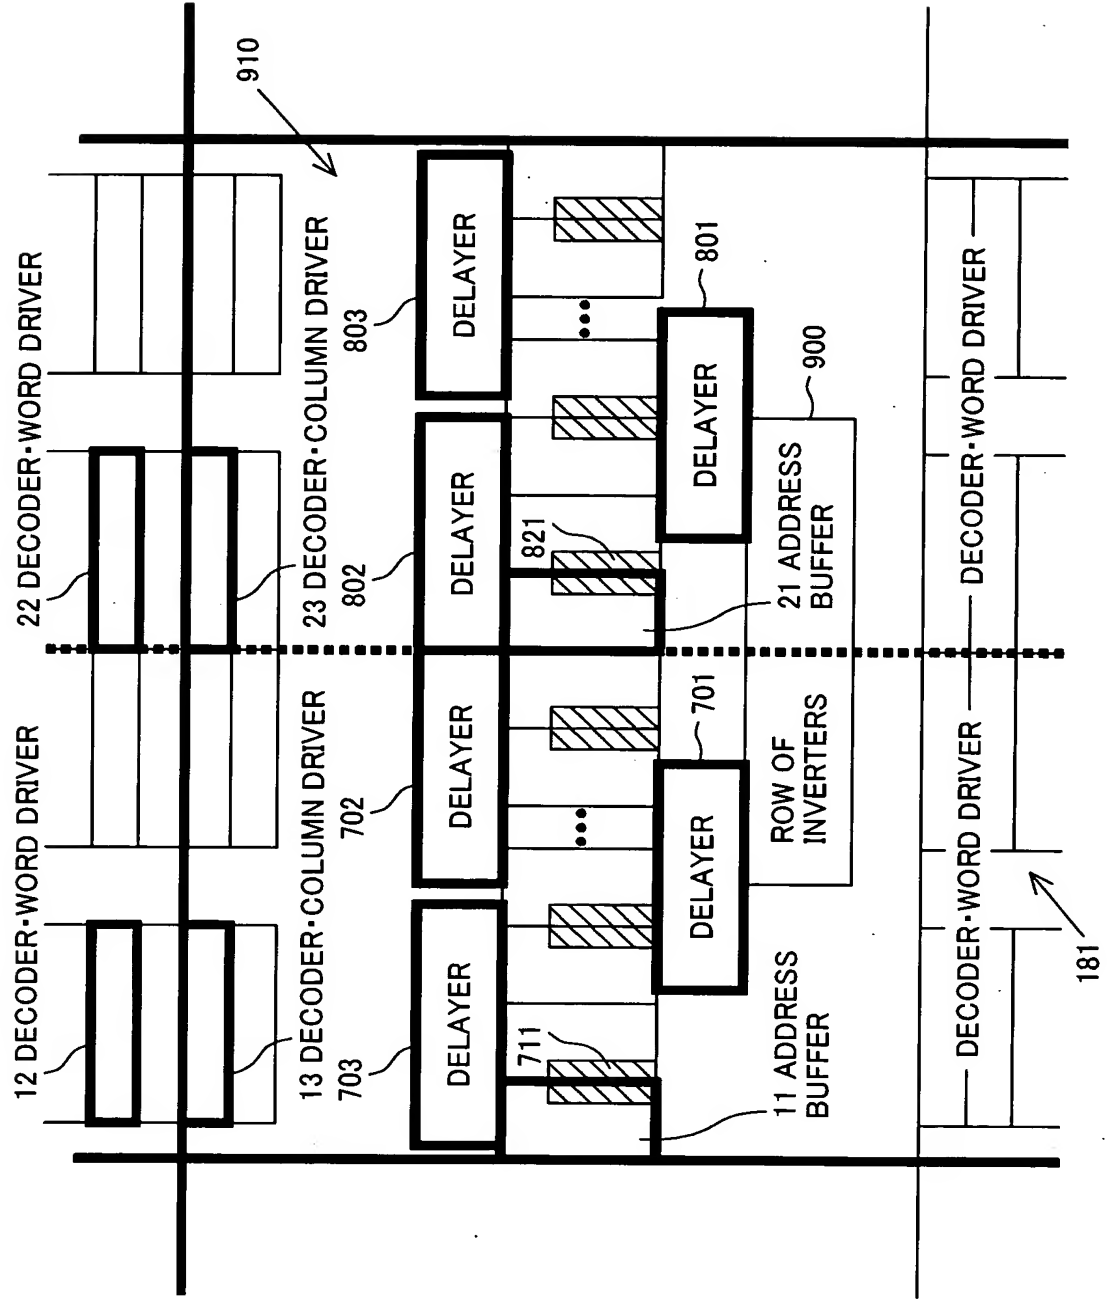 12 DECODER·WORD DRIVER
22 DECODER·WORD DRIVER
910
13 DECODER·COLUMN DRIVER
23 DECODER·COLUMN DRIVER
703
702
802
803
DELAYER
DELAYER
DELAYER
DELAYER
711
821
DELAYER
DELAYER
701
801
11 ADDRESS
BUFFER
ROW OF
INVERTERS
21 ADDRESS
BUFFER
900
DECODER·WORD DRIVER
DECODER·WORD DRIVER
181